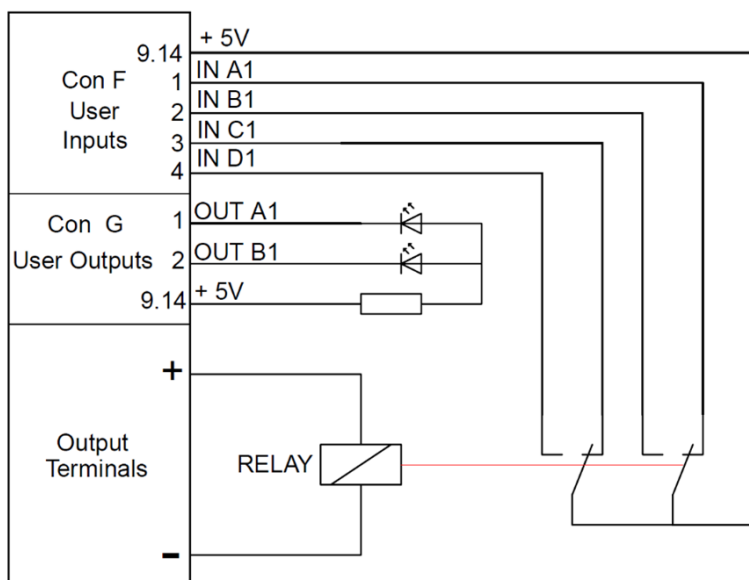 9.14 + 5V
Con F 1 IN A1
User 2 IN B1
Inputs 3 IN C1
4 IN D1
Con G 1 OUT A1
User Outputs 2 OUT B1
9.14 + 5V
+
Output
Terminals
RELAY
-